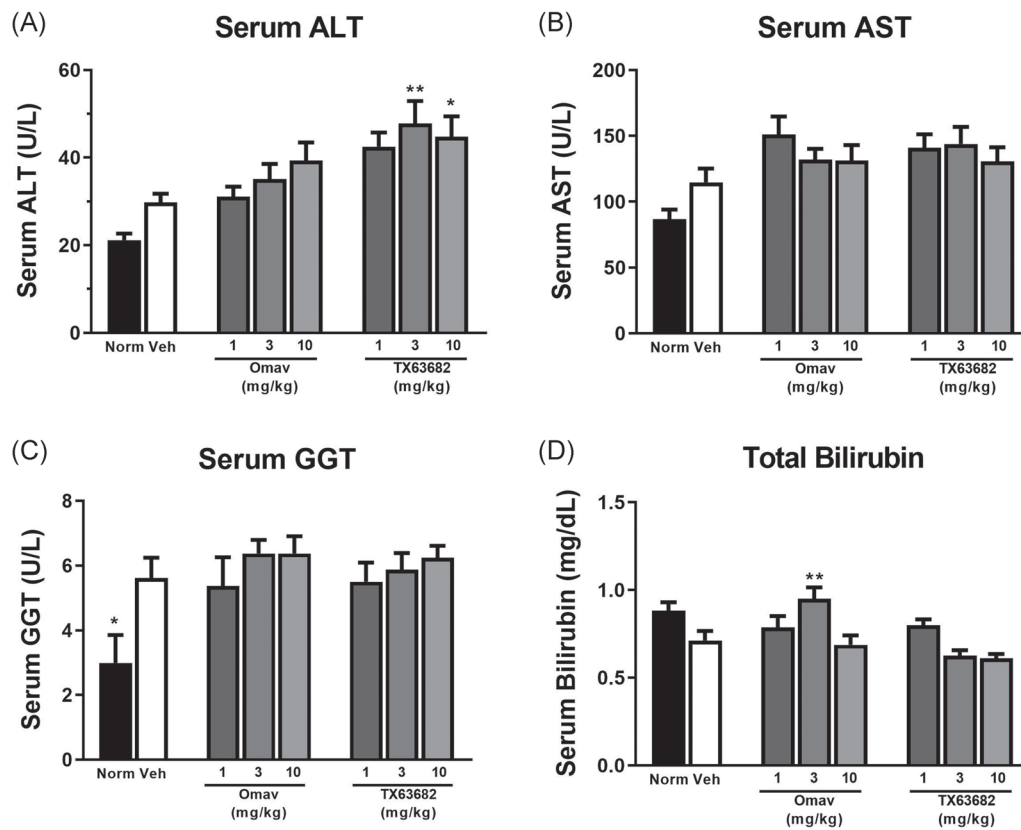 (A)
Serum ALT
Serum ALT (U/L)
60
40
20
0
**
*
Norm Veh
1 3 10
1 3 10
Omav
TX63682
(mg/kg)
(mg/kg)
(B)
Serum AST
Serum AST (U/L)
200
150
100
50
0
Norm Veh
1 3 10
1 3 10
Omav
TX63682
(mg/kg)
(mg/kg)
(C)
Serum GGT
Serum GGT (U/L)
8
6
4
2
0
*
Norm Veh
1 3 10
1 3 10
Omav
TX63682
(mg/kg)
(mg/kg)
(D)
Total Bilirubin
Serum Bilirubin (mg/dL)
1.5
1.0
0.5
0.0
**
Norm Veh
1 3 10
1 3 10
Omav
TX63682
(mg/kg)
(mg/kg)